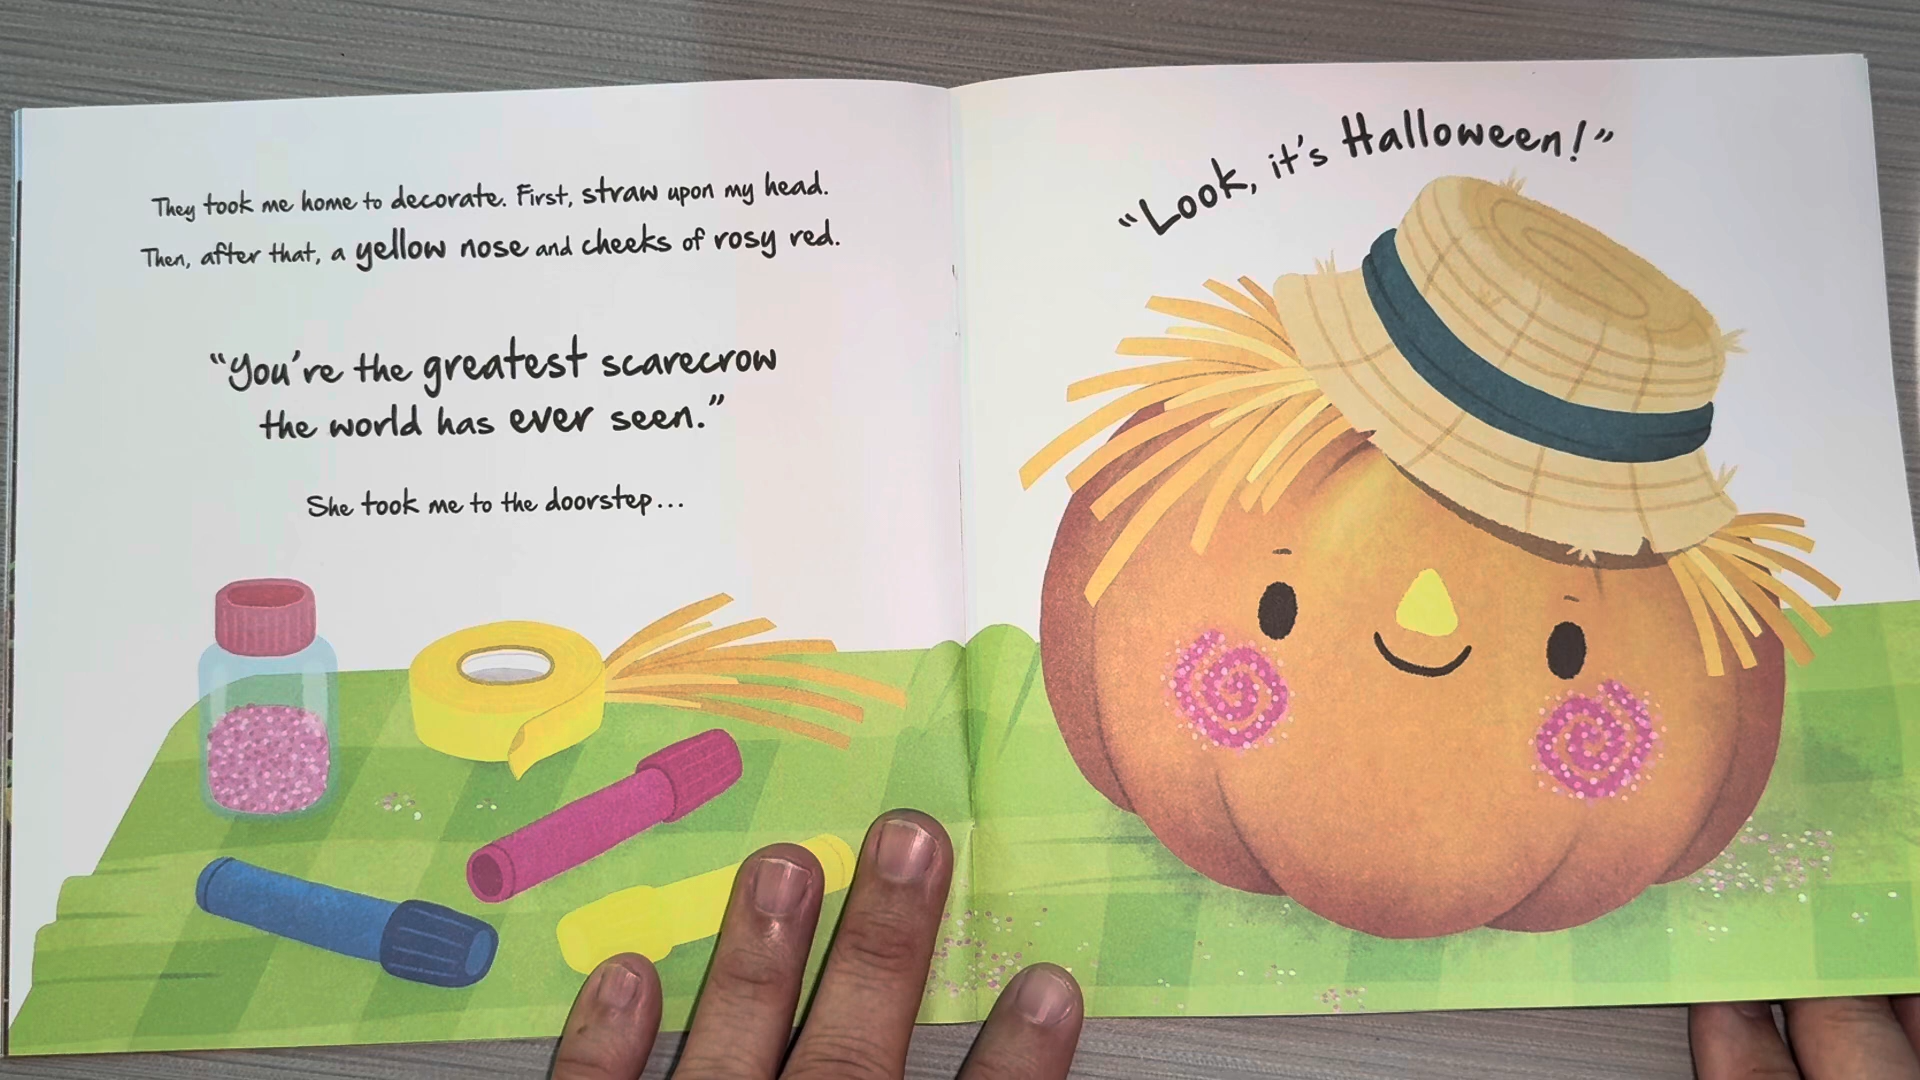 They took me home to decorate. First, straw upon my head.
Then, after that, a yellow nose and cheeks of rosy red.
“You’re the greatest scarecrow
the world has ever seen.”
She took me to the doorstep...
“Look, it’s Halloween!”